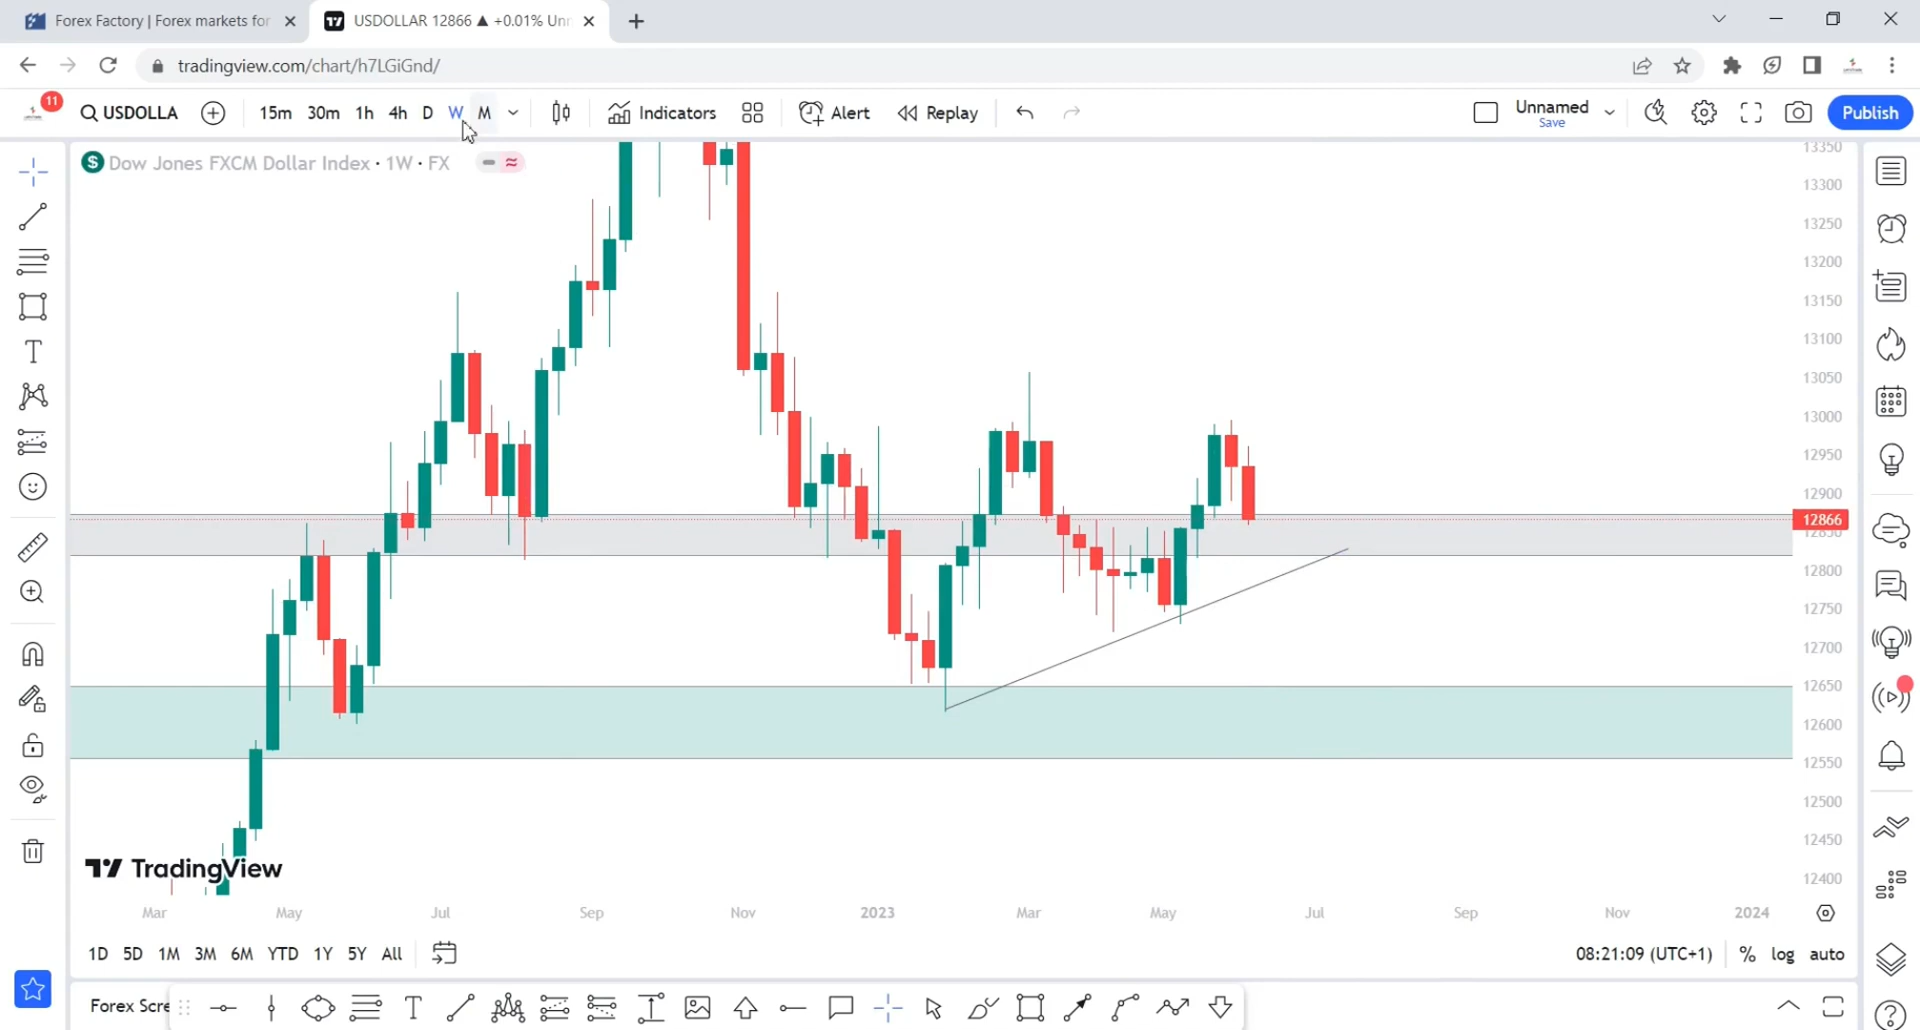 Forex Factory | Forex markets for
USDOLLAR 12866 ▲ +0.01% Unn
tradingview.com/chart/h7LGiGnd/
11
USDOLLA
15m 30m 1h 4h D W M
Indicators
Alert
Replay
Unnamed
Save
Publish
Dow Jones FXCM Dollar Index · 1W · FX
13350
13300
13250
13200
13150
13100
13050
13000
12950
12900
12866
12850
12800
12750
12700
12650
12600
12550
12500
12450
12400
TradingView
Mar May Jul Sep Nov 2023 Mar May Jul Sep Nov 2024
1D 5D 1M 3M 6M YTD 1Y 5Y All
08:21:09 (UTC+1) % log auto
Forex Scre